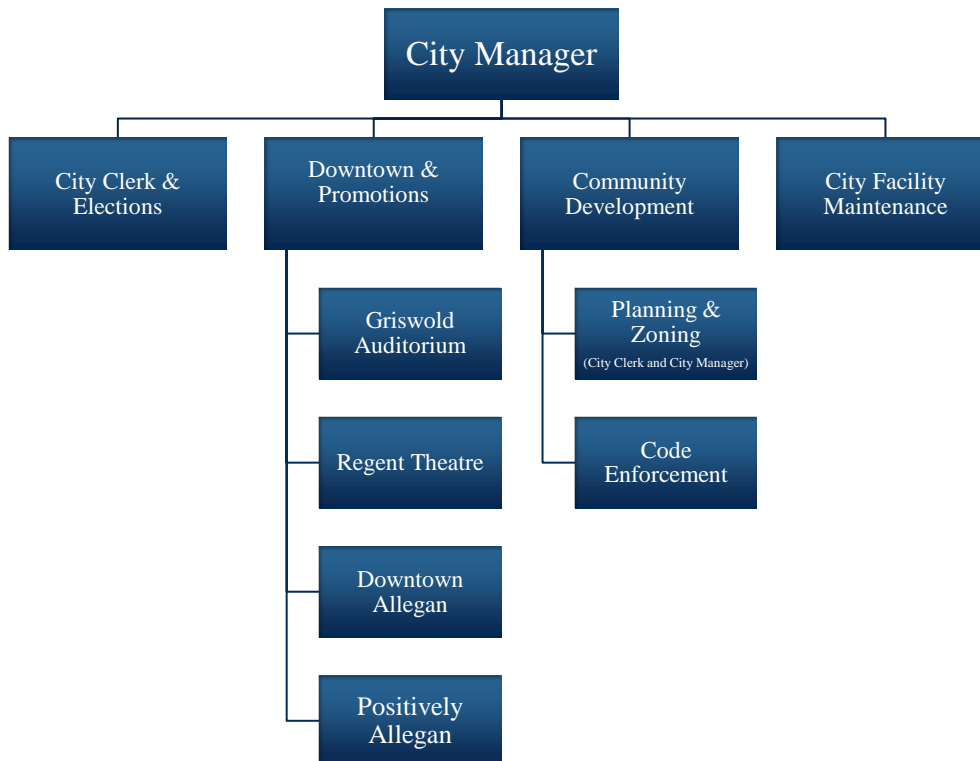 City Manager
City Clerk &
Elections
Downtown &
Promotions
Community
Development
City Facility
Maintenance
Griswold
Auditorium
Planning &
Zoning
(City Clerk and City Manager)
Regent Theatre
Code
Enforcement
Downtown
Allegan
Positively
Allegan